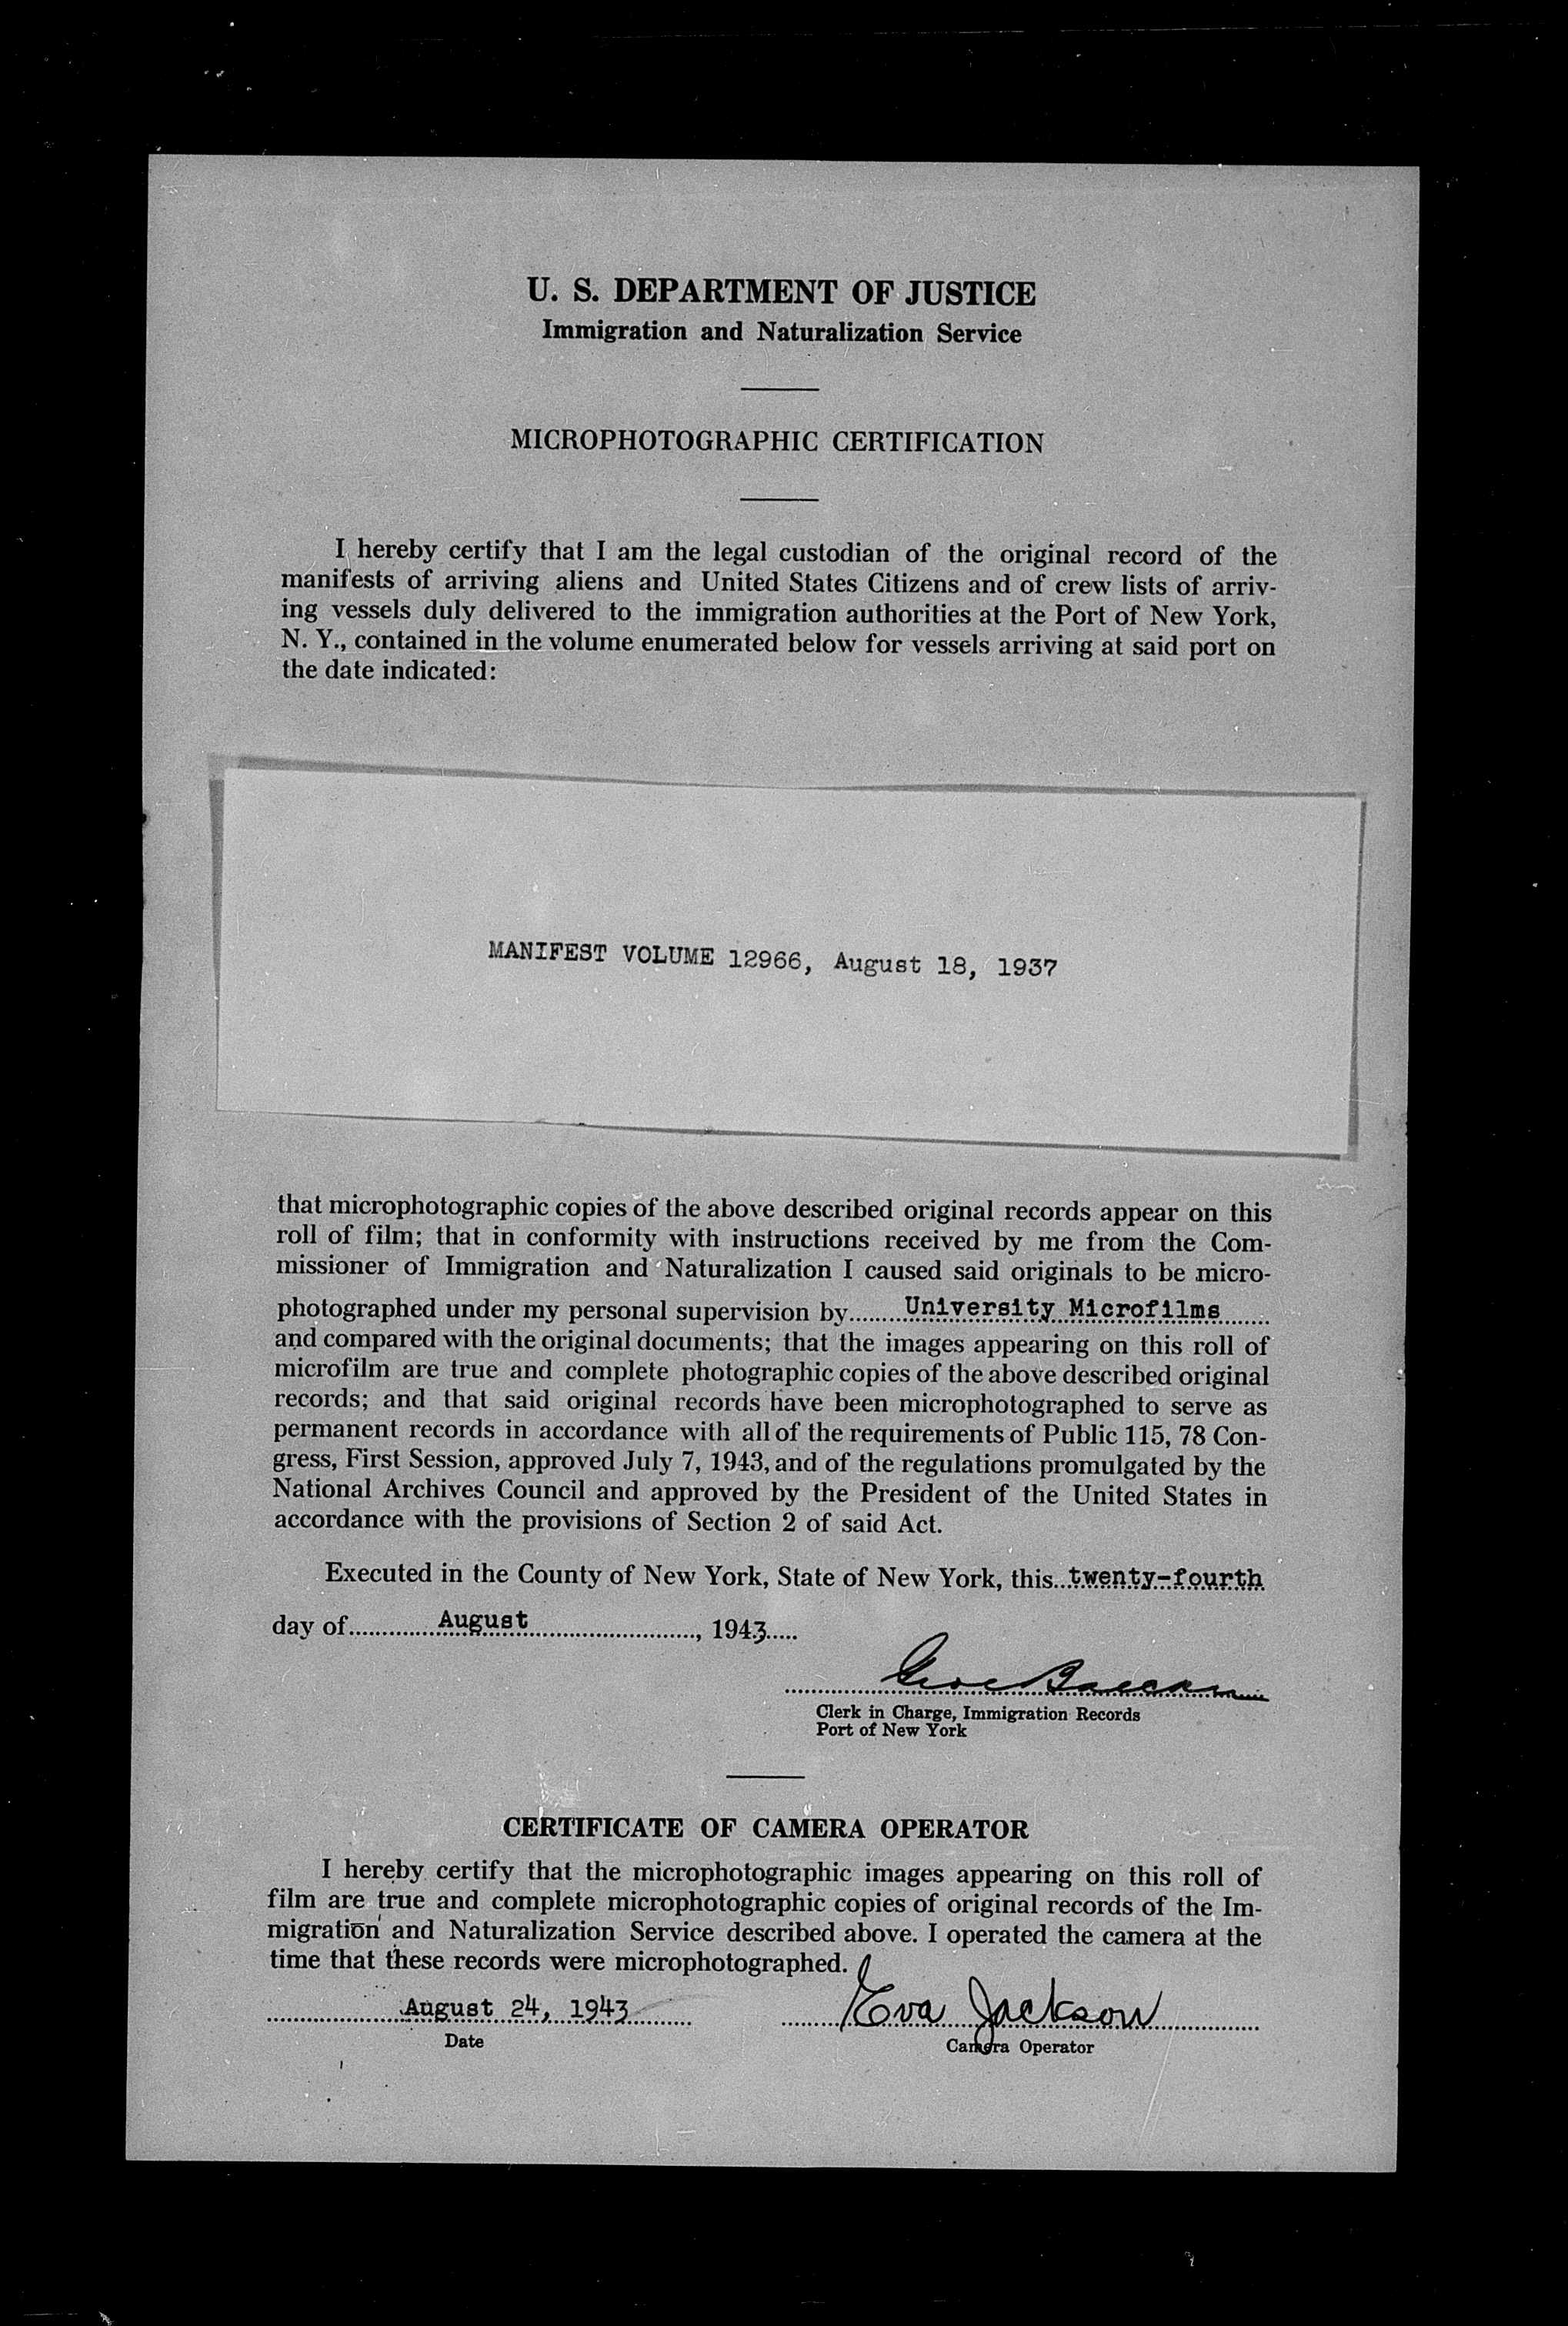 U. S. DEPARTMENT OF JUSTICE
Immigration and Naturalization Service
MICROPHOTOGRAPHIC CERTIFICATION
I hereby certify that I am the legal custodian of the original record of the
manifests of arriving aliens and United States Citizens and of crew lists of arriv-
ing vessels duly delivered to the immigration authorities at the Port of New York,
N. Y., contained in the volume enumerated below for vessels arriving at said port on
the date indicated:
MANIFEST VOLUME 12966, August 18, 1937
that microphotographic copies of the above described original records appear on this
roll of film; that in conformity with instructions received by me from the Com-
missioner of Immigration and Naturalization I caused said originals to be micro-
photographed under my personal supervision by University Microfilms
and compared with the original documents; that the images appearing on this roll of
microfilm are true and complete photographic copies of the above described original
records; and that said original records have been microphotographed to serve as
permanent records in accordance with all of the requirements of Public 115, 78 Con-
gress, First Session, approved July 7, 1943, and of the regulations promulgated by the
National Archives Council and approved by the President of the United States in
accordance with the provisions of Section 2 of said Act.
Executed in the County of New York, State of New York, this twenty-fourth
day of August, 1943
Clerk in Charge, Immigration Records
Port of New York
CERTIFICATE OF CAMERA OPERATOR
I hereby certify that the microphotographic images appearing on this roll of
film are true and complete microphotographic copies of original records of the Im-
migration and Naturalization Service described above. I operated the camera at the
time that these records were microphotographed.
August 24, 1943 Eva Jackson
Date Camera Operator